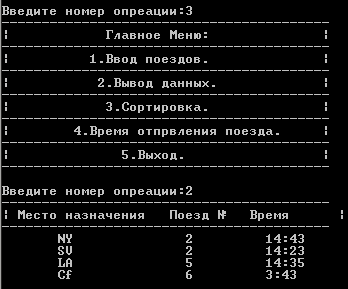 Введите номер опреации:3
Главное Меню:
1.Ввод поездов.
2.Вывод данных.
3.Сортировка.
4.Время отпрвления поезда.
5.Выход.
Введите номер опреации:2
Место назначения Поезд № Время
NY 2 14:43
SV 2 14:23
LA 5 14:35
Cf 6 3:43